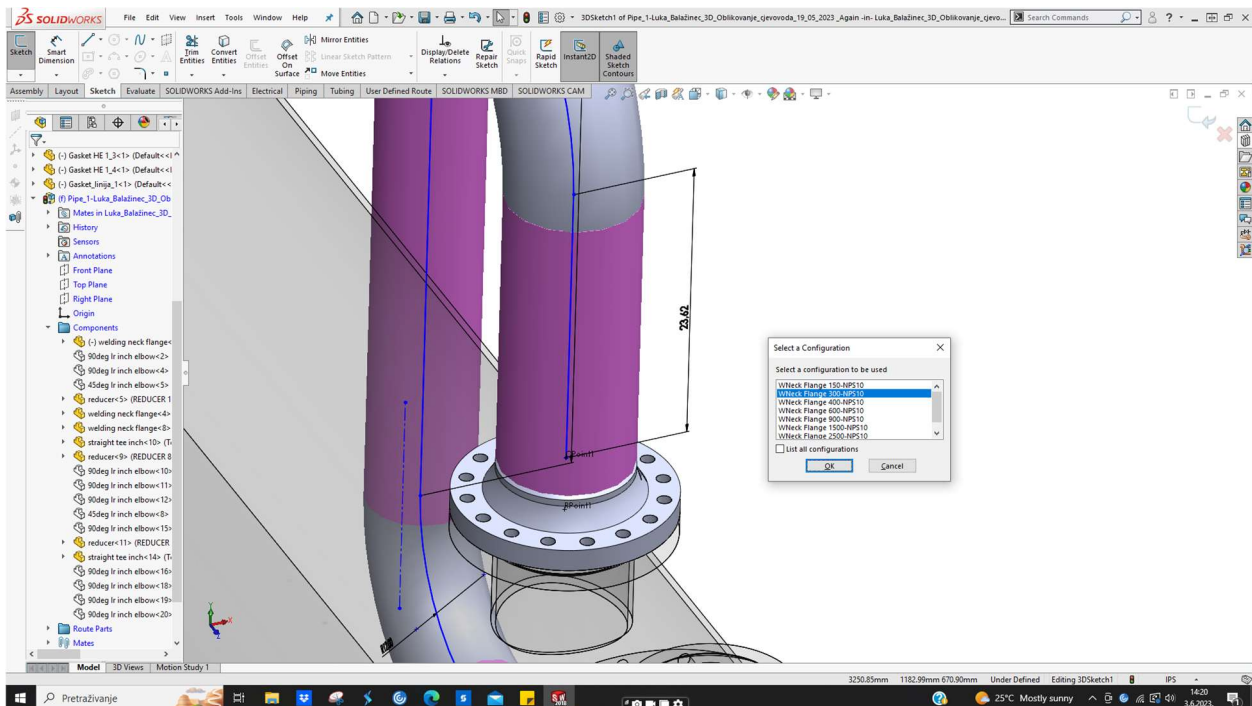 SOLIDWORKS
File Edit View Insert Tools Window Help
3DSketch1 of Pipe_1-Luka_Balažinec_3D_Oblikovanje_cjevovoda_19_05_2023 _Again -in- Luka_Balažinec_3D_Oblikovanje_cjevo...
Search Commands
Sketch
Smart Dimension
Trim Entities
Convert Entities
Offset Entities
Offset On Surface
Mirror Entities
Linear Sketch Pattern
Move Entities
Display/Delete Relations
Repair Sketch
Quick Snaps
Rapid Sketch
Instant2D
Shaded Sketch Contours
Assembly Layout Sketch Evaluate SOLIDWORKS Add-Ins Electrical Piping Tubing User Defined Route SOLIDWORKS MBD SOLIDWORKS CAM
(-) Gasket HE 1_3<1> (Default<<I
(-) Gasket HE 1_4<1> (Default<<I
(-) Gasket_linija_1<1> (Default<<
(f) Pipe_1-Luka_Balažinec_3D_Ob
Mates in Luka_Balažinec_3D_
History
Sensors
Annotations
Front Plane
Top Plane
Right Plane
Origin
Components
(-) welding neck flange<
90deg lr inch elbow<2>
90deg lr inch elbow<4>
45deg lr inch elbow<5>
reducer<5> (REDUCER 1
welding neck flange<4>
welding neck flange<8>
straight tee inch<10> (T
reducer<9> (REDUCER 8
90deg lr inch elbow<10>
90deg lr inch elbow<11>
90deg lr inch elbow<12>
45deg lr inch elbow<8>
90deg lr inch elbow<15>
reducer<11> (REDUCER
straight tee inch<14> (T
90deg lr inch elbow<16>
90deg lr inch elbow<18>
90deg lr inch elbow<19>
90deg lr inch elbow<20>
Route Parts
Mates
23,62
Select a Configuration
Select a configuration to be used
WNeck Flange 150-NPS10
WNeck Flange 300-NPS10
WNeck Flange 400-NPS10
WNeck Flange 600-NPS10
WNeck Flange 900-NPS10
WNeck Flange 1500-NPS10
WNeck Flange 2500-NPS10
List all configurations
OK Cancel
Y
X
Z
Model 3D Views Motion Study 1
3250.85mm 1182.99mm 670.90mm Under Defined Editing 3DSketch1 IPS
Pretraživanje
25°C Mostly sunny
14:20
3.6.2023.